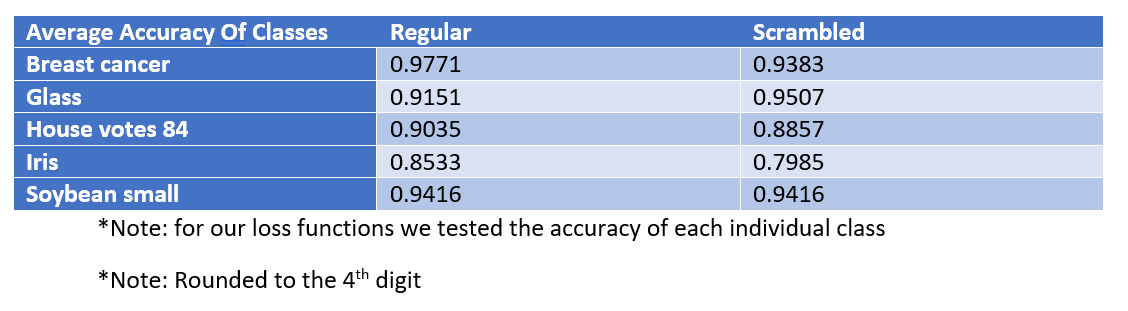 Average Accuracy Of Classes Regular Scrambled
Breast cancer 0.9771 0.9383
Glass 0.9151 0.9507
House votes 84 0.9035 0.8857
Iris 0.8533 0.7985
Soybean small 0.9416 0.9416
*Note: for our loss functions we tested the accuracy of each individual class
*Note: Rounded to the 4th digit